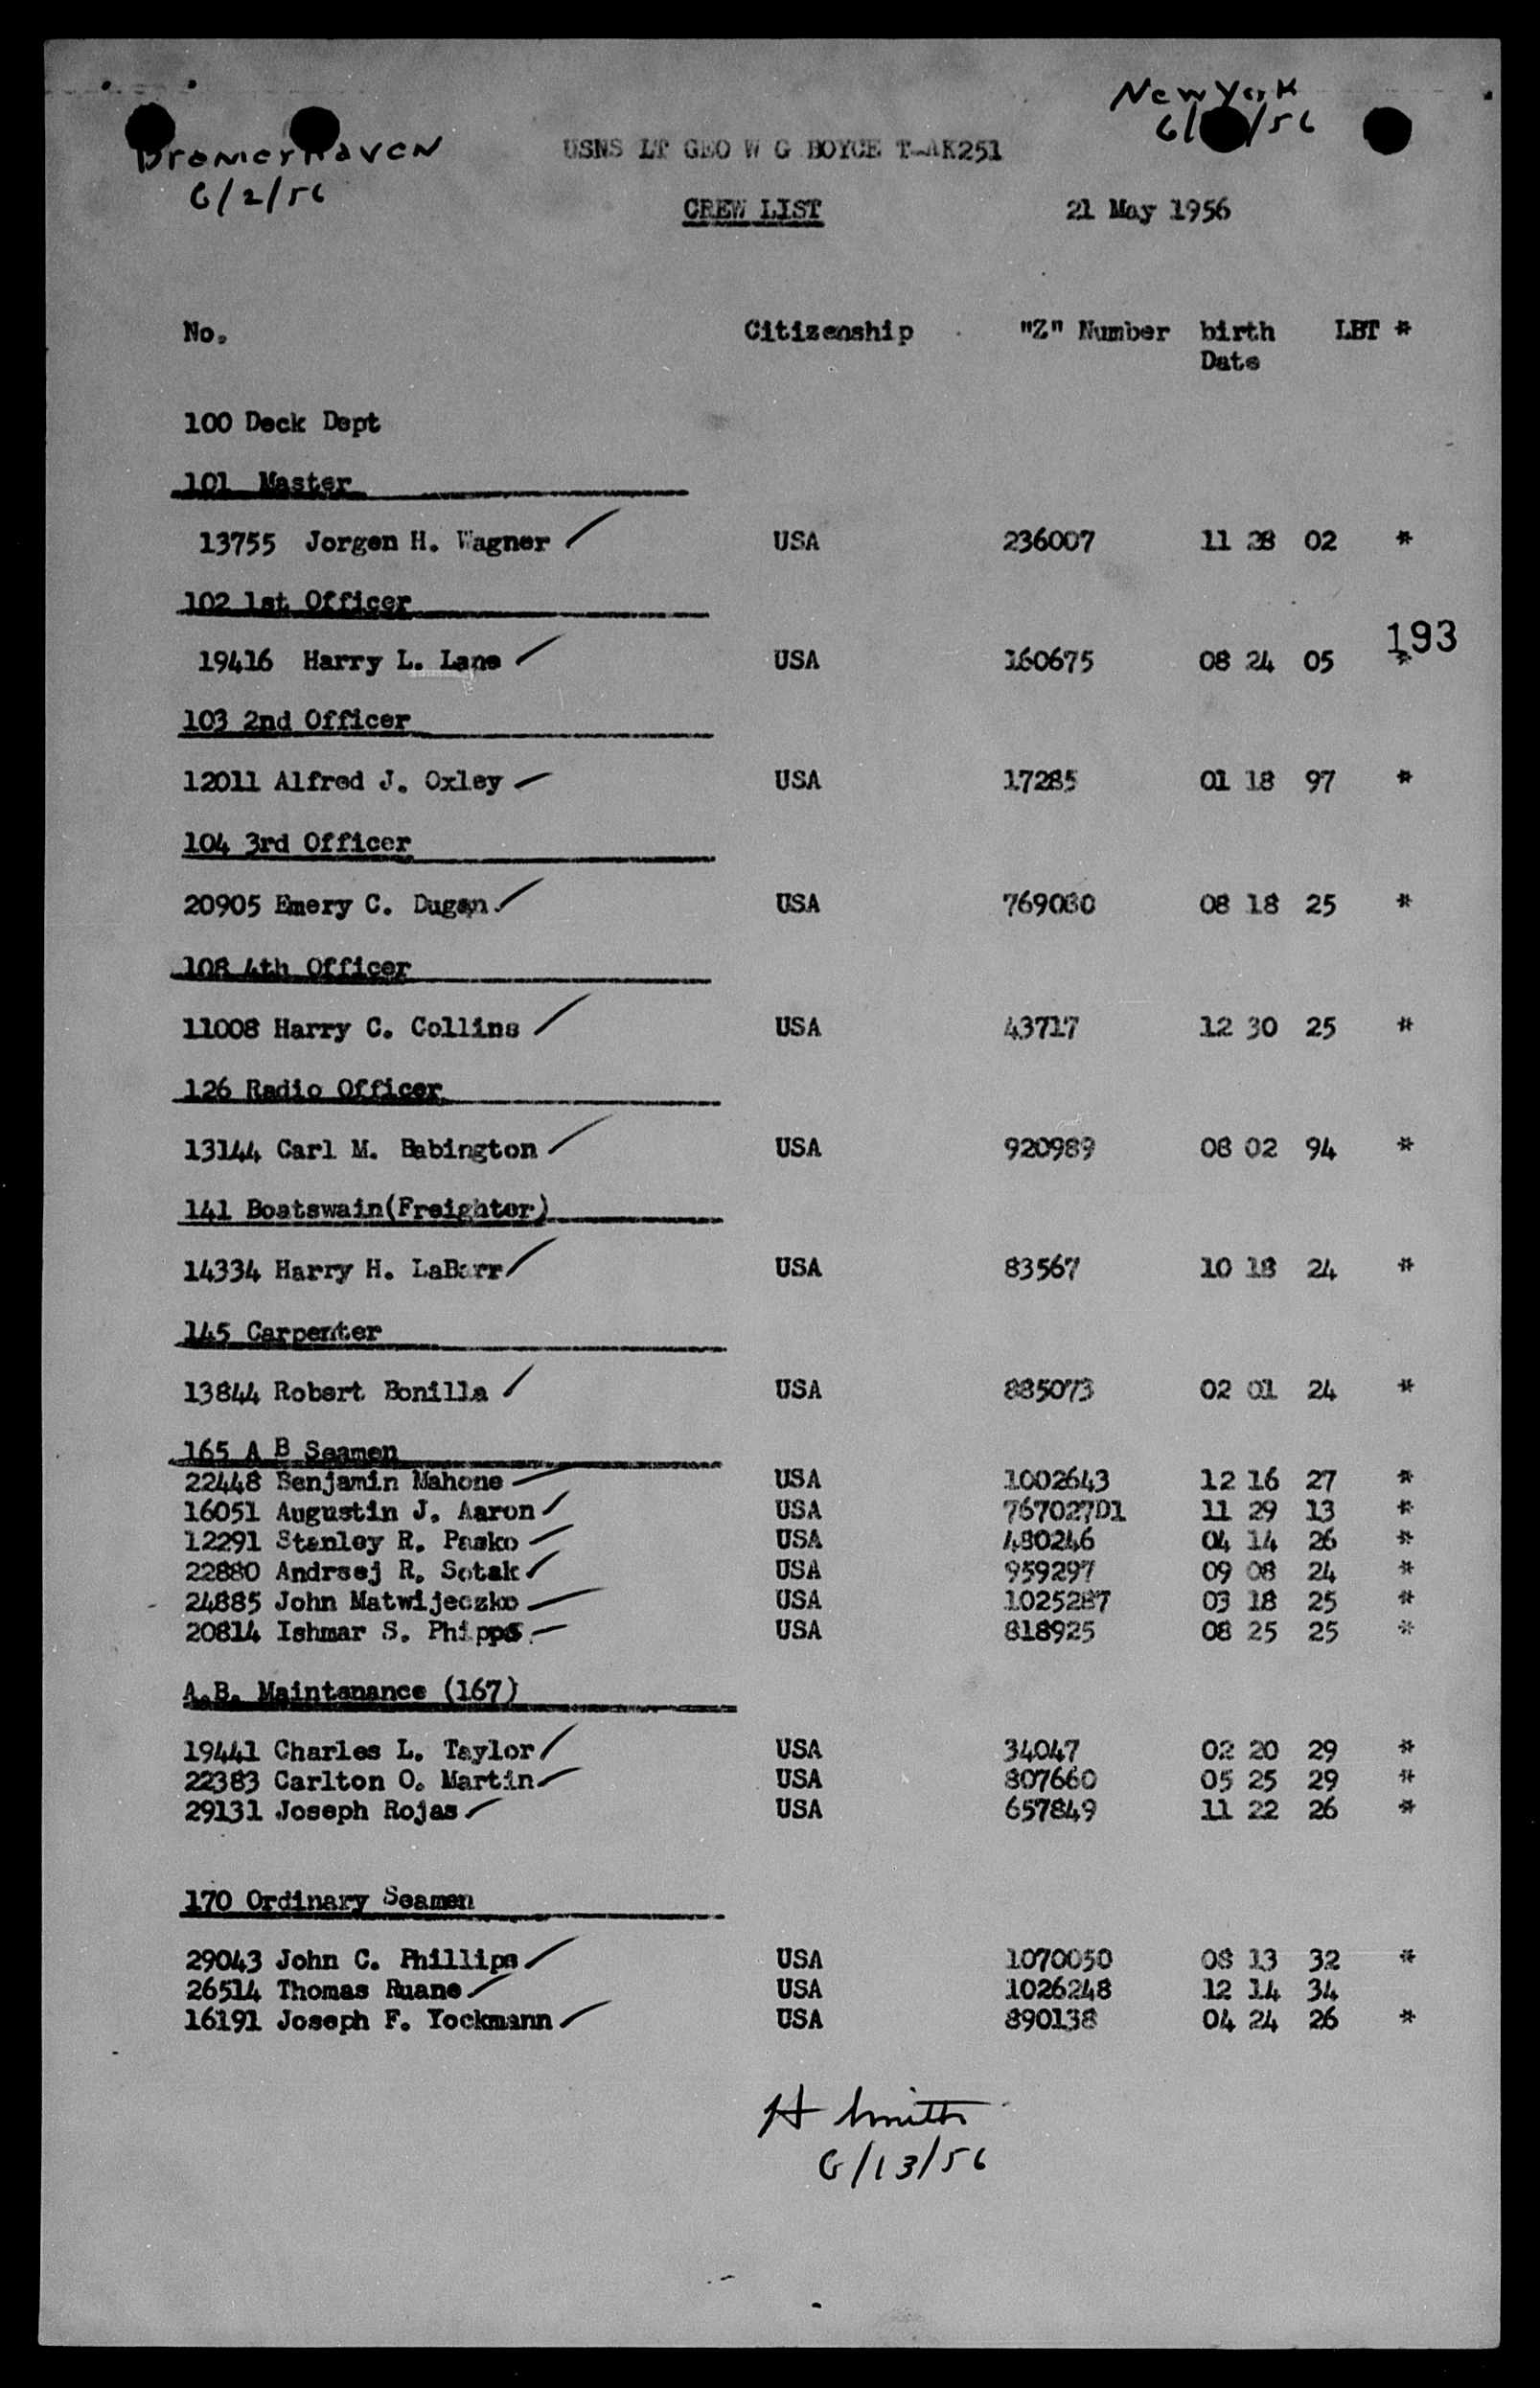 New York
6/ /56
Bremerhaven
6/2/56
USNS LT GEO W G BOYCE T-AK251
CREW LIST 21 May 1956
No. Citizenship "Z" Number birth LBT *
Date
100 Deck Dept
101 Master
13755 Jorgen H. Wagner USA 236007 11 28 02 *
102 1st Officer
193
19416 Harry L. Lane USA 160675 08 24 05 *
103 2nd Officer
12011 Alfred J. Oxley USA 17285 01 18 97 *
104 3rd Officer
20905 Emery C. Dugan USA 769080 08 18 25 *
108 4th Officer
11008 Harry C. Collins USA 43717 12 30 25 *
126 Radio Officer
13144 Carl M. Babington USA 920989 08 02 94 *
141 Boatswain(Freighter)
14334 Harry H. LaBarr USA 83567 10 18 24 *
145 Carpenter
13844 Robert Bonilla USA 885073 02 01 24 *
165 A B Seamen
22448 Benjamin Mahone USA 1002643 12 16 27 *
16051 Augustin J. Aaron USA 767027D1 11 29 13 *
12291 Stanley R. Pasko USA 480246 04 14 26 *
22880 Andrsej R. Sotak USA 959297 09 08 24 *
24885 John Matwijeczko USA 1025287 03 18 25 *
20814 Ishmar S. Phipps USA 818925 08 25 25 *
A.B. Maintenance (167)
19441 Charles L. Taylor USA 34047 02 20 29 *
22383 Carlton O. Martin USA 807660 05 25 29 *
29131 Joseph Rojas USA 657849 11 22 26 *
170 Ordinary Seamen
29043 John C. Phillips USA 1070050 08 13 32 *
26514 Thomas Ruane USA 1026248 12 14 34
16191 Joseph F. Yockmann USA 890138 04 24 26 *
H Smith
6/13/56